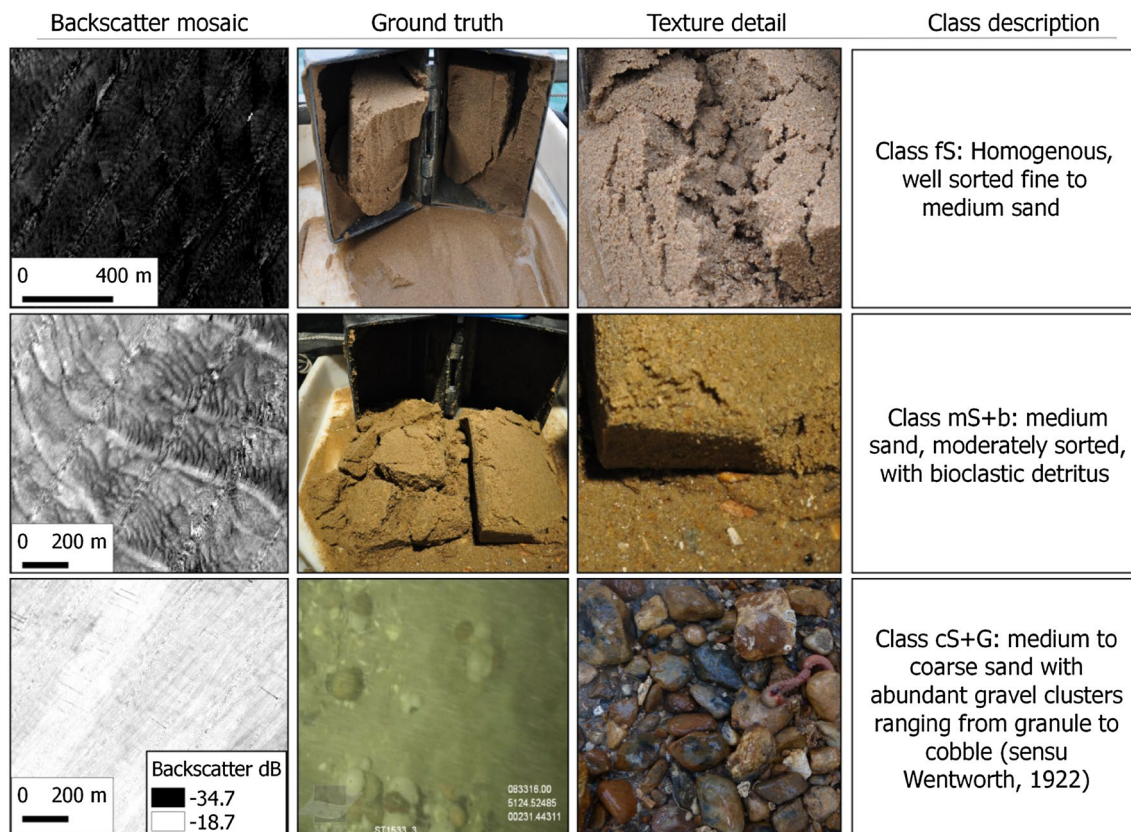 Backscatter mosaic
Ground truth
Texture detail
Class description
0 400 m
Class fS: Homogenous,
well sorted fine to
medium sand
0 200 m
Class mS+b: medium
sand, moderately sorted,
with bioclastic detritus
0 200 m
Backscatter dB
-34.7
-18.7
083316.00
5124.52485
00231.44311
ST1533_3
Class cS+G: medium to
coarse sand with
abundant gravel clusters
ranging from granule to
cobble (sensu
Wentworth, 1922)